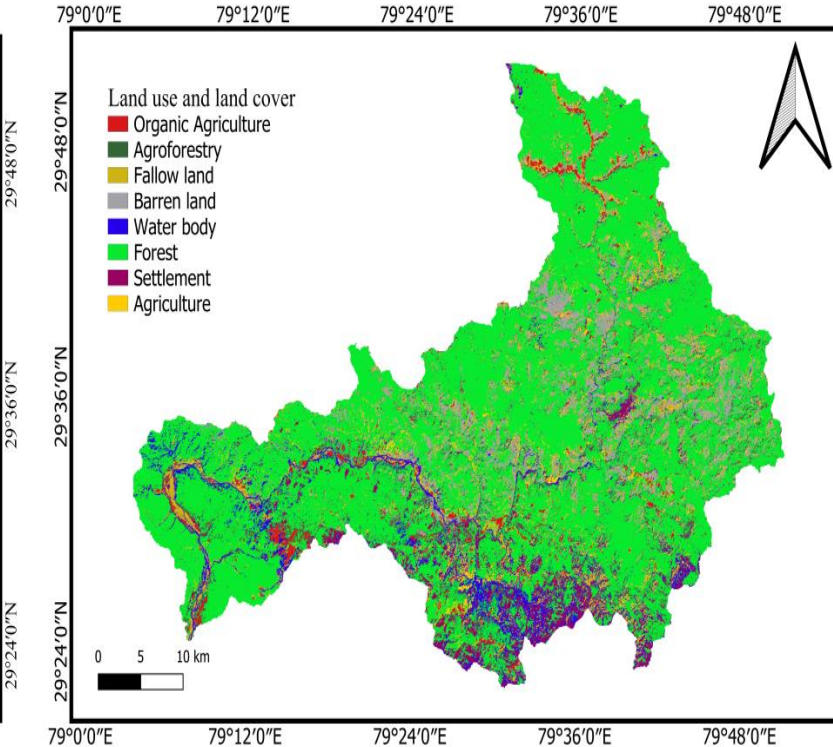 79°0′0″E 79°12′0″E 79°24′0″E 79°36′0″E 79°48′0″E
29°48′0″N 29°48′0″N
Land use and land cover
Organic Agriculture
Agroforestry
Fallow land
Barren land
Water body
Forest
Settlement
Agriculture
29°36′0″N 29°36′0″N
29°24′0″N 29°24′0″N
0 5 10 km
79°0′0″E 79°12′0″E 79°24′0″E 79°36′0″E 79°48′0″E